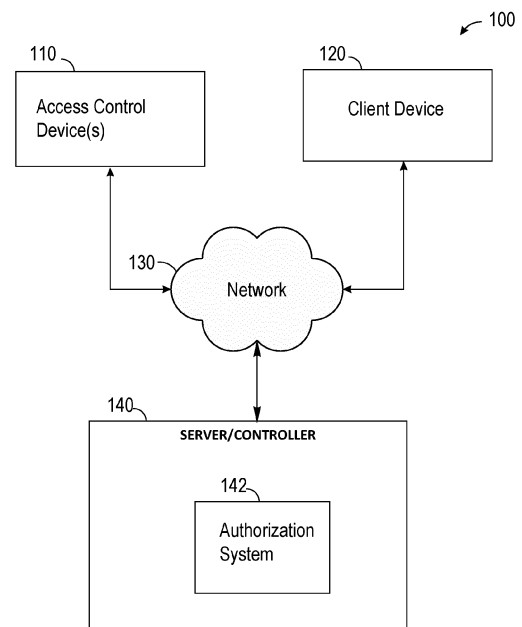 100
110
120
Access Control
Device(s)
Client Device
130
Network
140
SERVER/CONTROLLER
142
Authorization
System